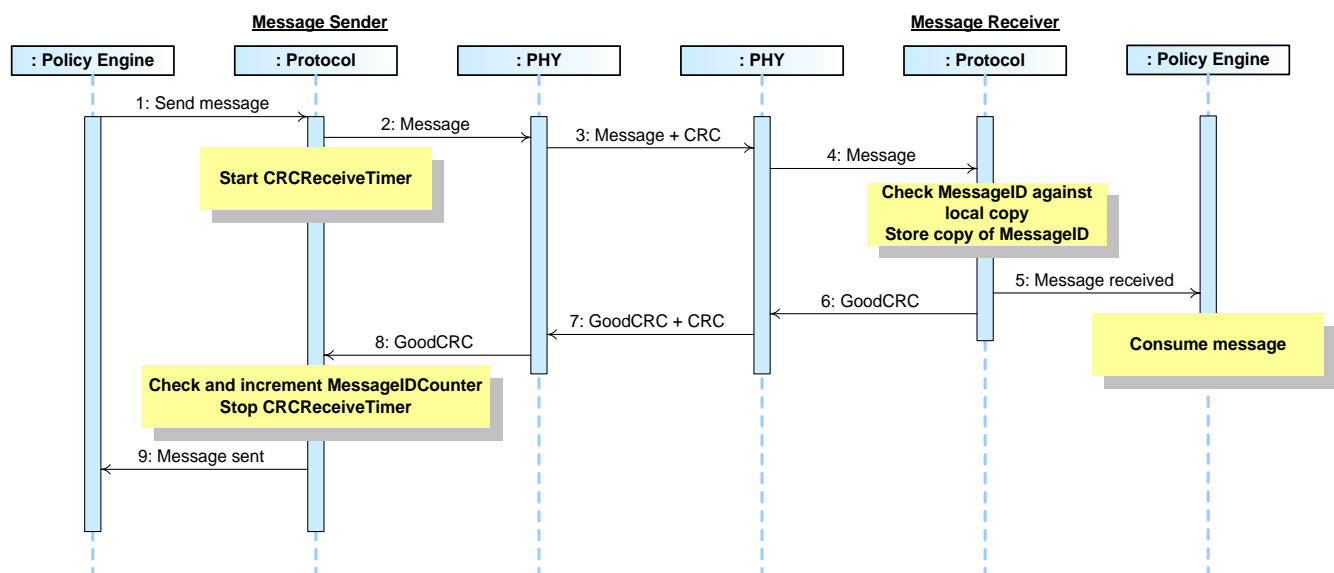 Message Sender
Message Receiver
: Policy Engine
: Protocol
: PHY
: PHY
: Protocol
: Policy Engine
1: Send message
2: Message
3: Message + CRC
4: Message
Start CRCReceiveTimer
Check MessageID against
local copy
Store copy of MessageID
5: Message received
6: GoodCRC
7: GoodCRC + CRC
8: GoodCRC
Consume message
Check and increment MessageIDCounter
Stop CRCReceiveTimer
9: Message sent